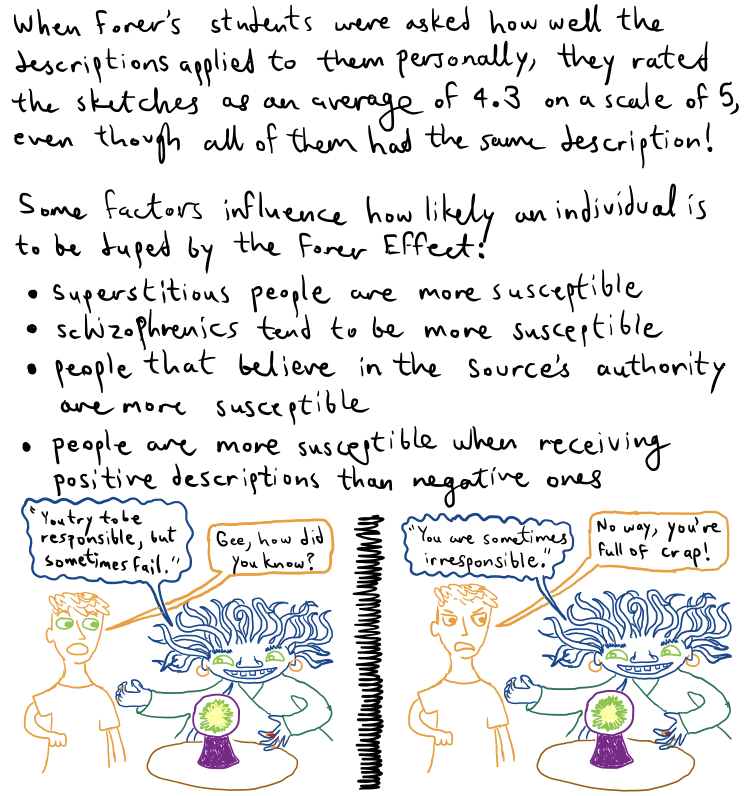 When Forer's students were asked how well the
descriptions applied to them personally, they rated
the sketches as an average of 4.3 on a scale of 5,
even though all of them had the same description!
Some factors influence how likely an individual is
to be duped by the Forer Effect:
• superstitious people are more susceptible
• schizophrenics tend to be more susceptible
• people that believe in the source's authority
are more susceptible
• people are more susceptible when receiving
positive descriptions than negative ones
"You try to be
responsible, but
sometimes fail."
Gee, how did
you know?
"You are sometimes
irresponsible."
No way, you're
full of crap!